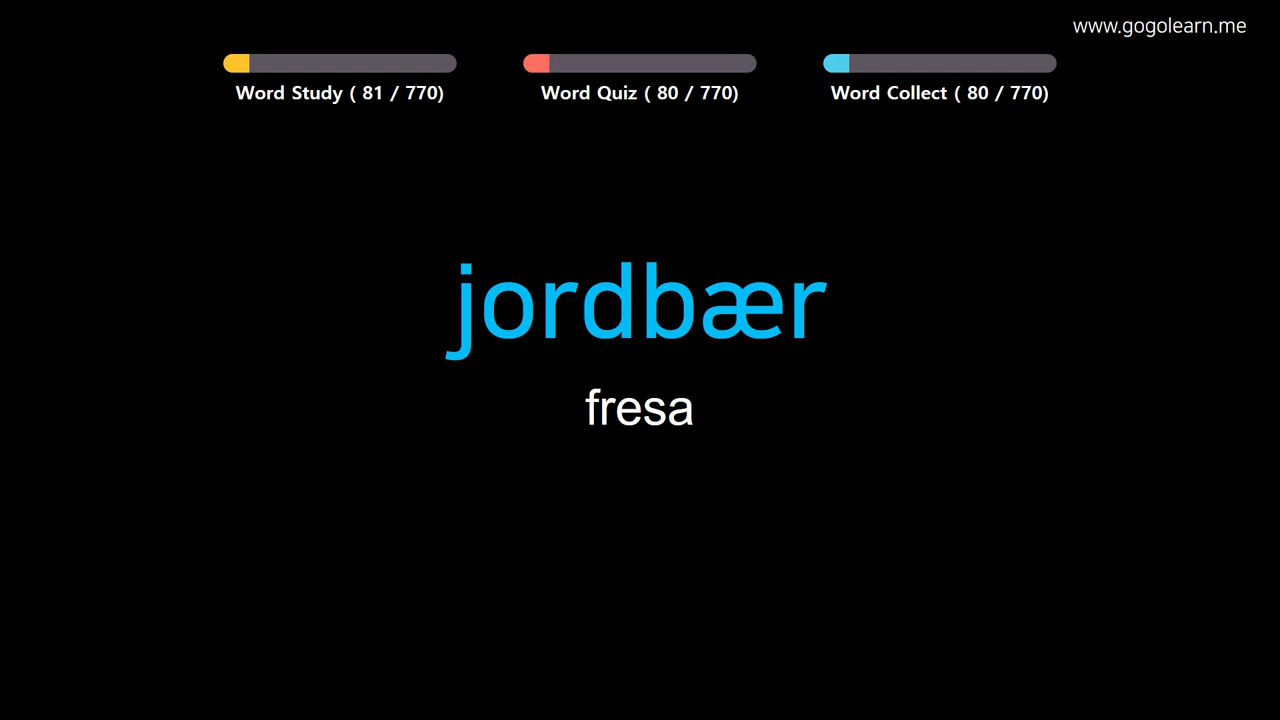 www.gogolearn.me
Word Study ( 81 / 770)
Word Quiz ( 80 / 770)
Word Collect ( 80 / 770)
jordbær
fresa